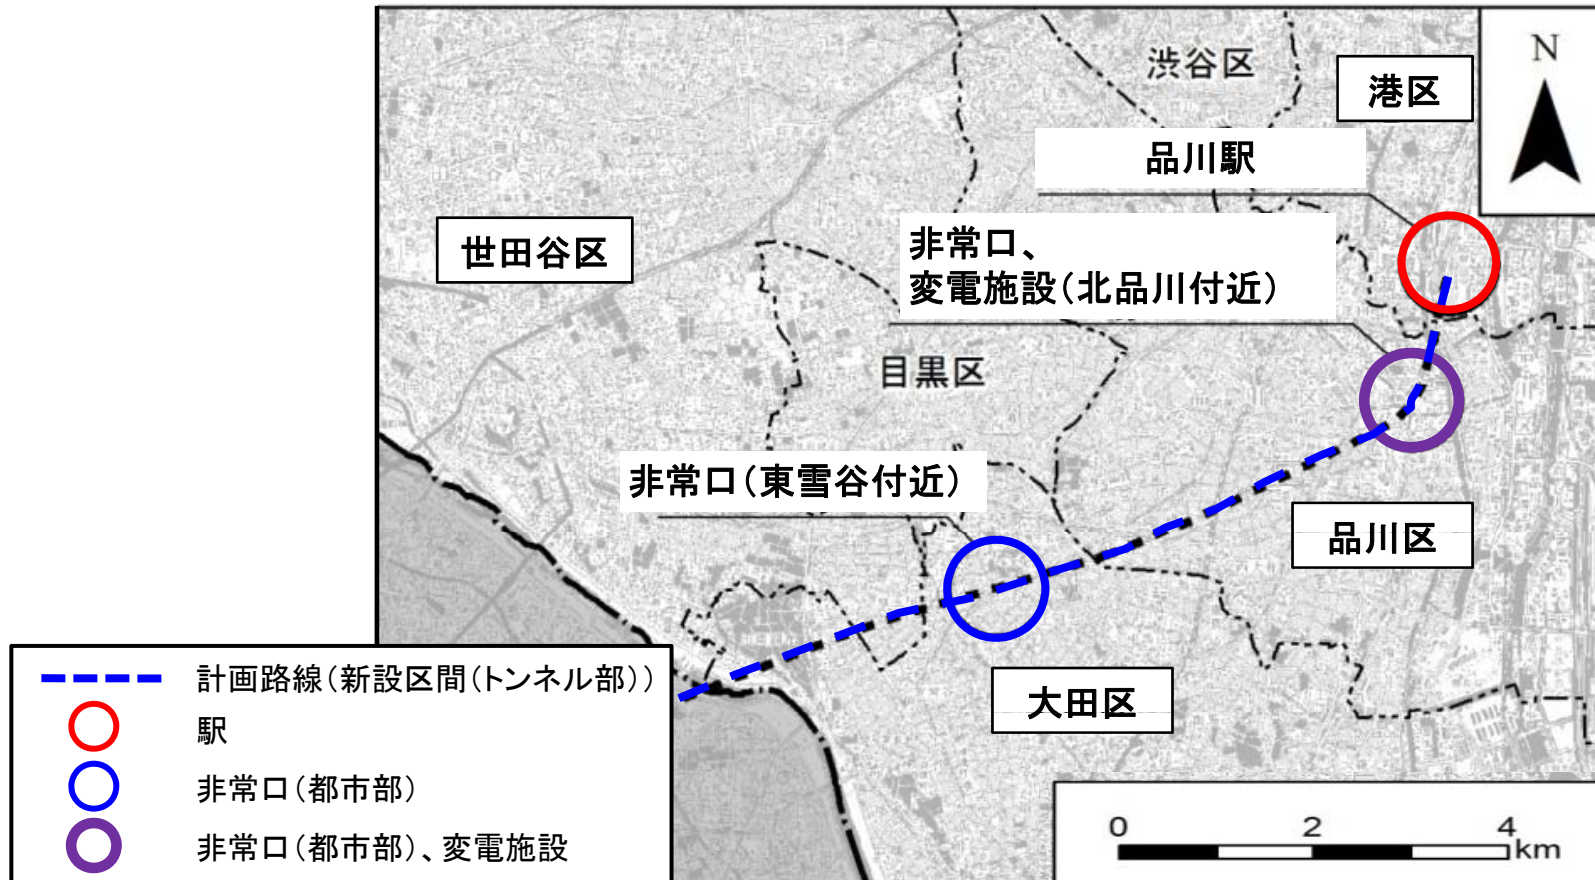 渋谷区
港区
N
品川駅
世田谷区
非常口、
変電施設(北品川付近)
目黒区
非常口(東雪谷付近)
品川区
大田区
計画路線(新設区間(トンネル部))
駅
非常口(都市部)
非常口(都市部)、変電施設
0 2 4
km